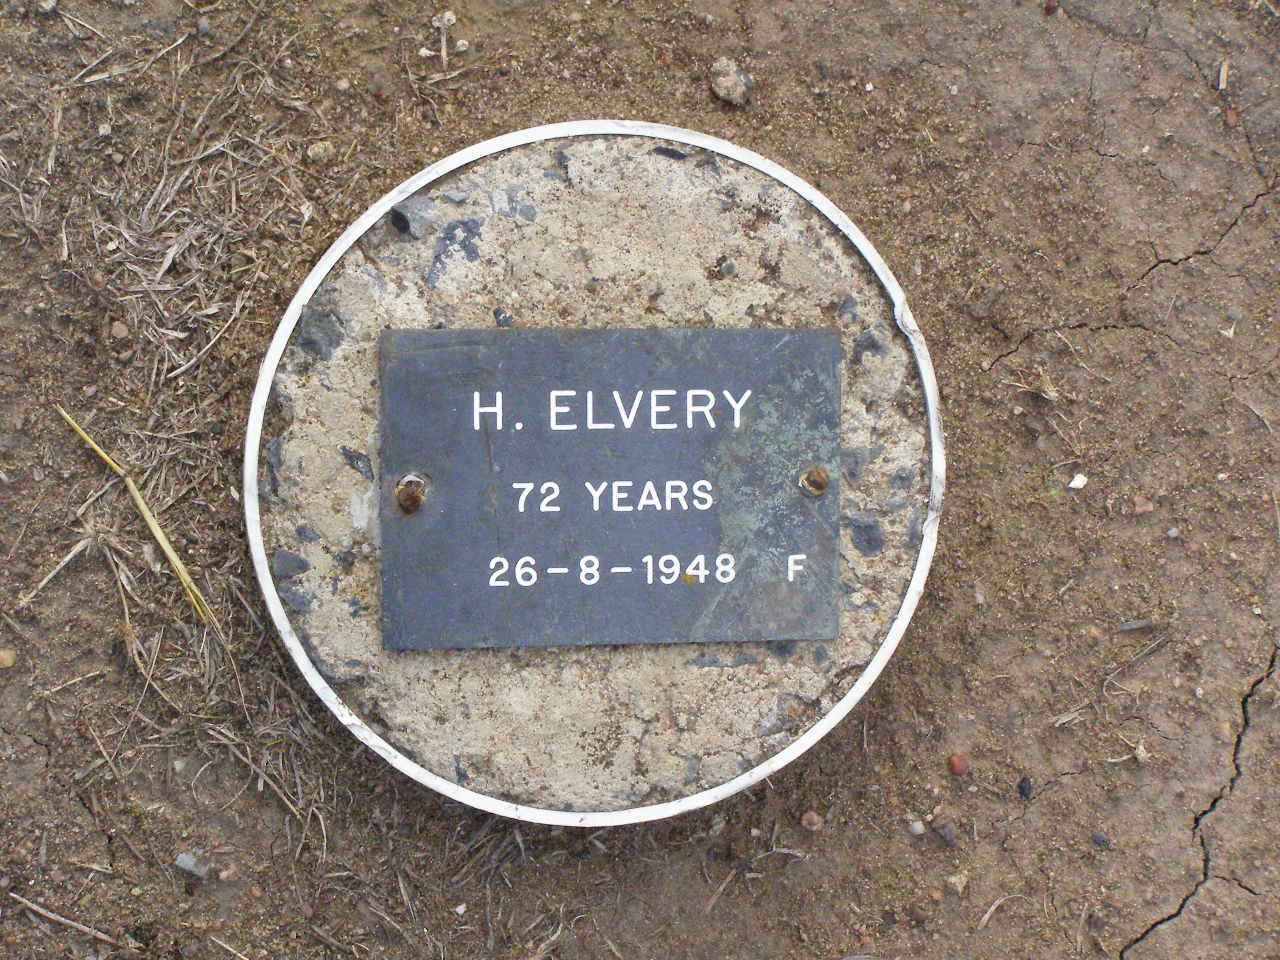 H. ELVERY
72 YEARS
26-8-1948 F